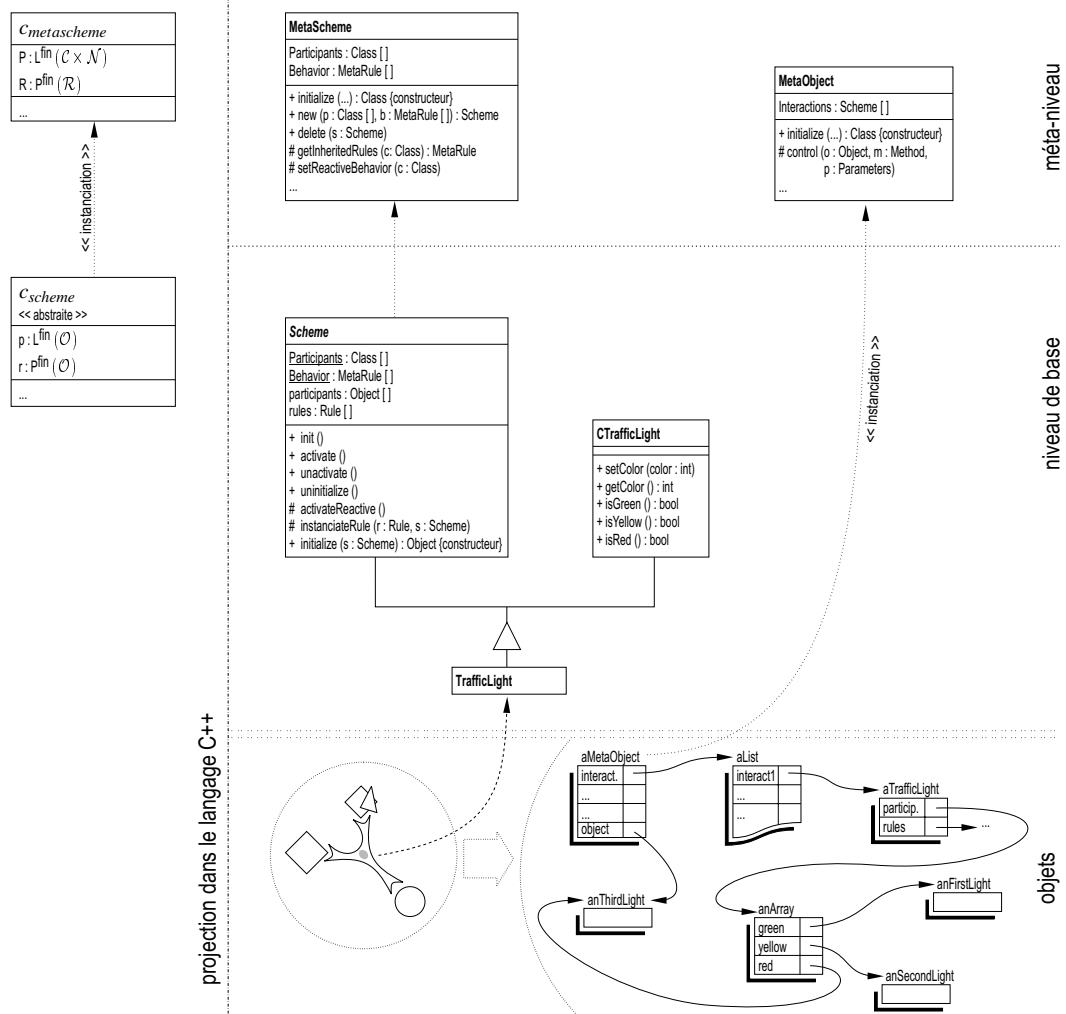 c_metascheme
P : L^fin (𝒞 × 𝒩)
R : P^fin (ℛ)
...
<< instanciation >>
c_scheme
<< abstraite >>
p : L^fin (𝒪)
r : P^fin (𝒪)
...
projection dans le langage C++
MetaScheme
Participants : Class [ ]
Behavior : MetaRule [ ]
+ initialize (...) : Class {constructeur}
+ new (p : Class [ ], b : MetaRule [ ]) : Scheme
+ delete (s : Scheme)
# getInheritedRules (c: Class) : MetaRule
# setReactiveBehavior (c : Class)
...
MetaObject
Interactions : Scheme [ ]
+ initialize (...) : Class {constructeur}
# control (o : Object, m : Method,
p : Parameters)
...
méta-niveau
Scheme
Participants : Class [ ]
Behavior : MetaRule [ ]
participants : Object [ ]
rules : Rule [ ]
+ init ()
+ activate ()
+ unactivate ()
+ uninitialize ()
# activateReactive ()
# instanciateRule (r : Rule, s : Scheme)
+ initialize (s : Scheme) : Object {constructeur}
CTrafficLight
+ setColor (color : int)
+ getColor () : int
+ isGreen () : bool
+ isYellow () : bool
+ isRed () : bool
<< instanciation >>
niveau de base
TrafficLight
aMetaObject
interact.
...
...
object
aList
interact1
...
...
aTrafficLight
particip.
rules
...
anThirdLight
anArray
green
yellow
red
anFirstLight
anSecondLight
objets